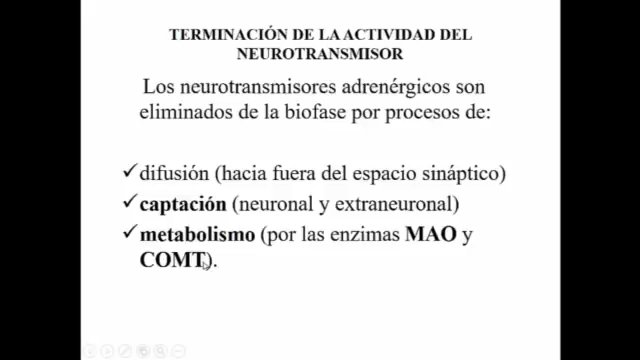 TERMINACIÓN DE LA ACTIVIDAD DEL
NEUROTRANSMISOR
Los neurotransmisores adrenérgicos son
eliminados de la biofase por procesos de:
✓difusión (hacia fuera del espacio sináptico)
✓captación (neuronal y extraneuronal)
✓metabolismo (por las enzimas MAO y
COMT).